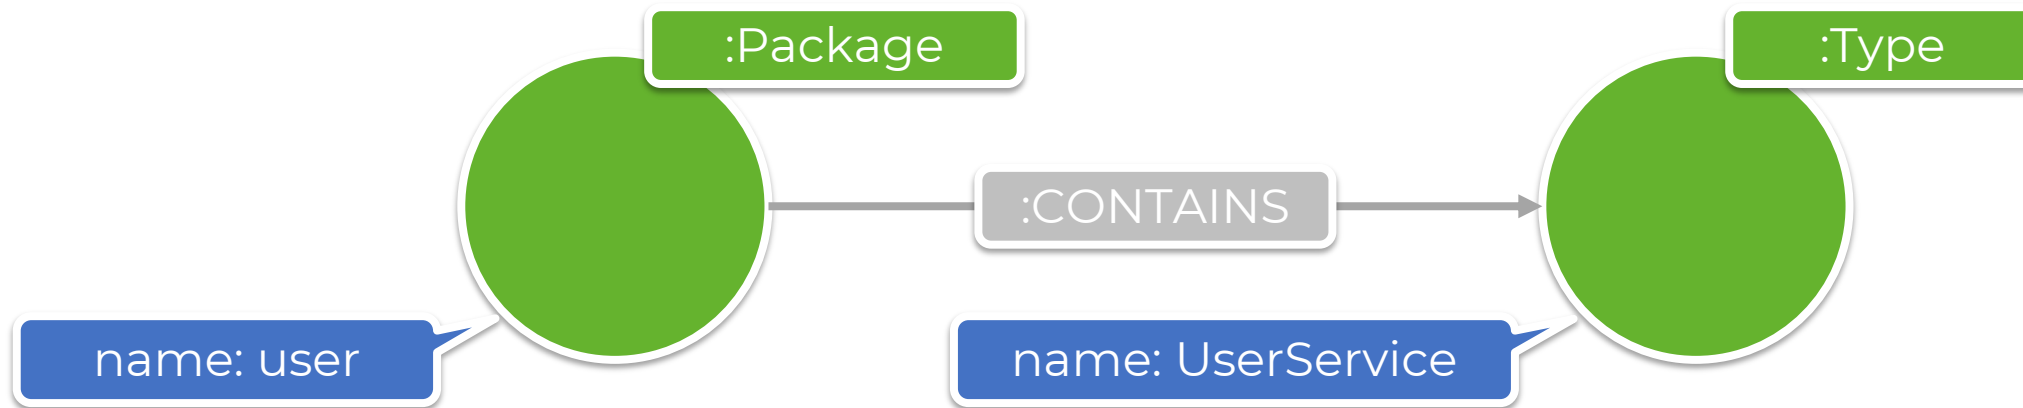 :Package
:Type
:CONTAINS
name: user
name: UserService